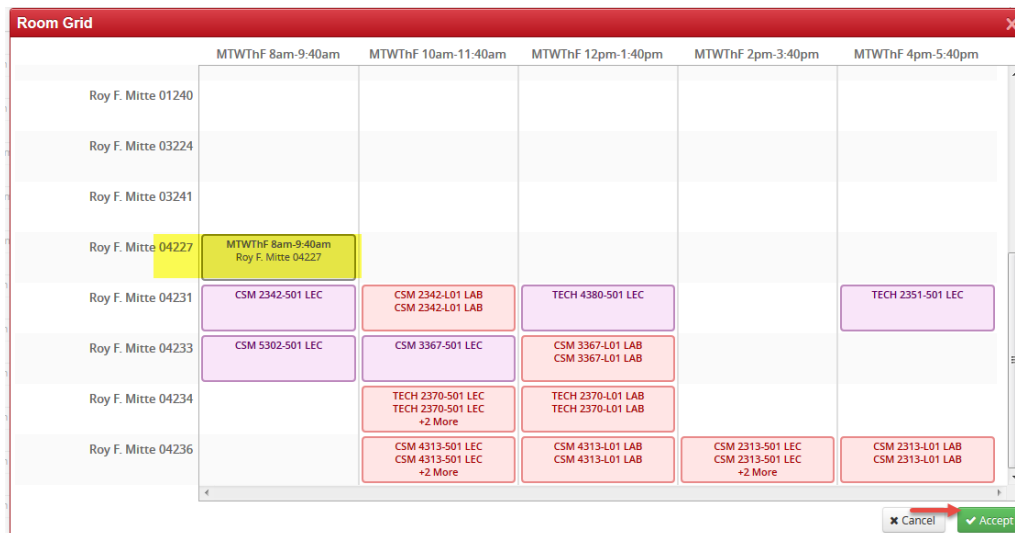 Room Grid
MTWThF 8am-9:40am MTWThF 10am-11:40am MTWThF 12pm-1:40pm MTWThF 2pm-3:40pm MTWThF 4pm-5:40pm
Roy F. Mitte 01240
Roy F. Mitte 03224
Roy F. Mitte 03241
Roy F. Mitte 04227
MTWThF 8am-9:40am
Roy F. Mitte 04227
Roy F. Mitte 04231
CSM 2342-501 LEC
CSM 2342-L01 LAB
CSM 2342-L01 LAB
TECH 4380-501 LEC
TECH 2351-501 LEC
Roy F. Mitte 04233
CSM 5302-501 LEC
CSM 3367-501 LEC
CSM 3367-L01 LAB
CSM 3367-L01 LAB
Roy F. Mitte 04234
TECH 2370-501 LEC
TECH 2370-501 LEC
+2 More
TECH 2370-L01 LAB
TECH 2370-L01 LAB
Roy F. Mitte 04236
CSM 4313-501 LEC
CSM 4313-501 LEC
+2 More
CSM 4313-L01 LAB
CSM 4313-L01 LAB
CSM 2313-501 LEC
CSM 2313-501 LEC
+2 More
CSM 2313-L01 LAB
CSM 2313-L01 LAB
Cancel
Accept